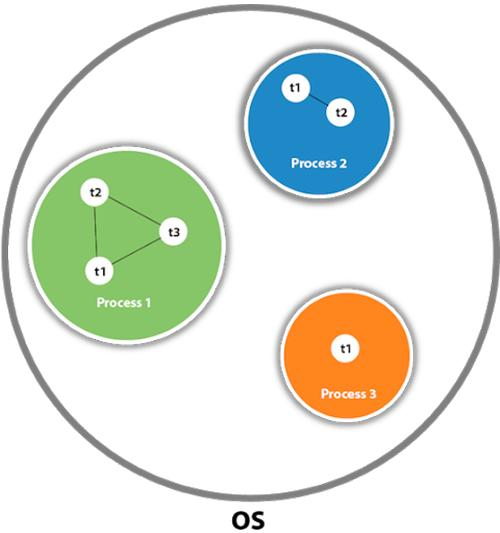 t1
t2
Process 2
t2
t3
t1
Process 1
t1
Process 3
OS